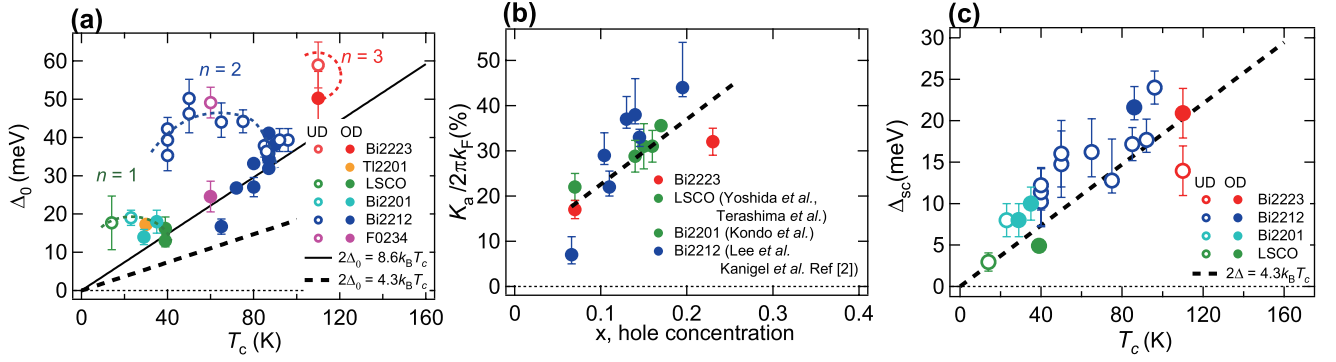 (a)
Δ0 (meV)
60
50
40
30
20
10
0
n = 1
n = 2
n = 3
UD OD
Bi2223
Tl2201
LSCO
Bi2201
Bi2212
F0234
2Δ0 = 8.6kBTc
2Δ0 = 4.3kBTc
0 40 80 120 160
Tc (K)
(b)
Ka/2πkF(%)
50
40
30
20
10
0
Bi2223
LSCO (Yoshida et al.,
Terashima et al.)
Bi2201 (Kondo et al.)
Bi2212 (Lee et al.
Kanigel et al. Ref [2])
0.0 0.1 0.2 0.3 0.4
x, hole concentration
(c)
Δsc (meV)
30
25
20
15
10
5
0
UD OD
Bi2223
Bi2212
Bi2201
LSCO
2Δ = 4.3kBTc
0 40 80 120 160
Tc (K)